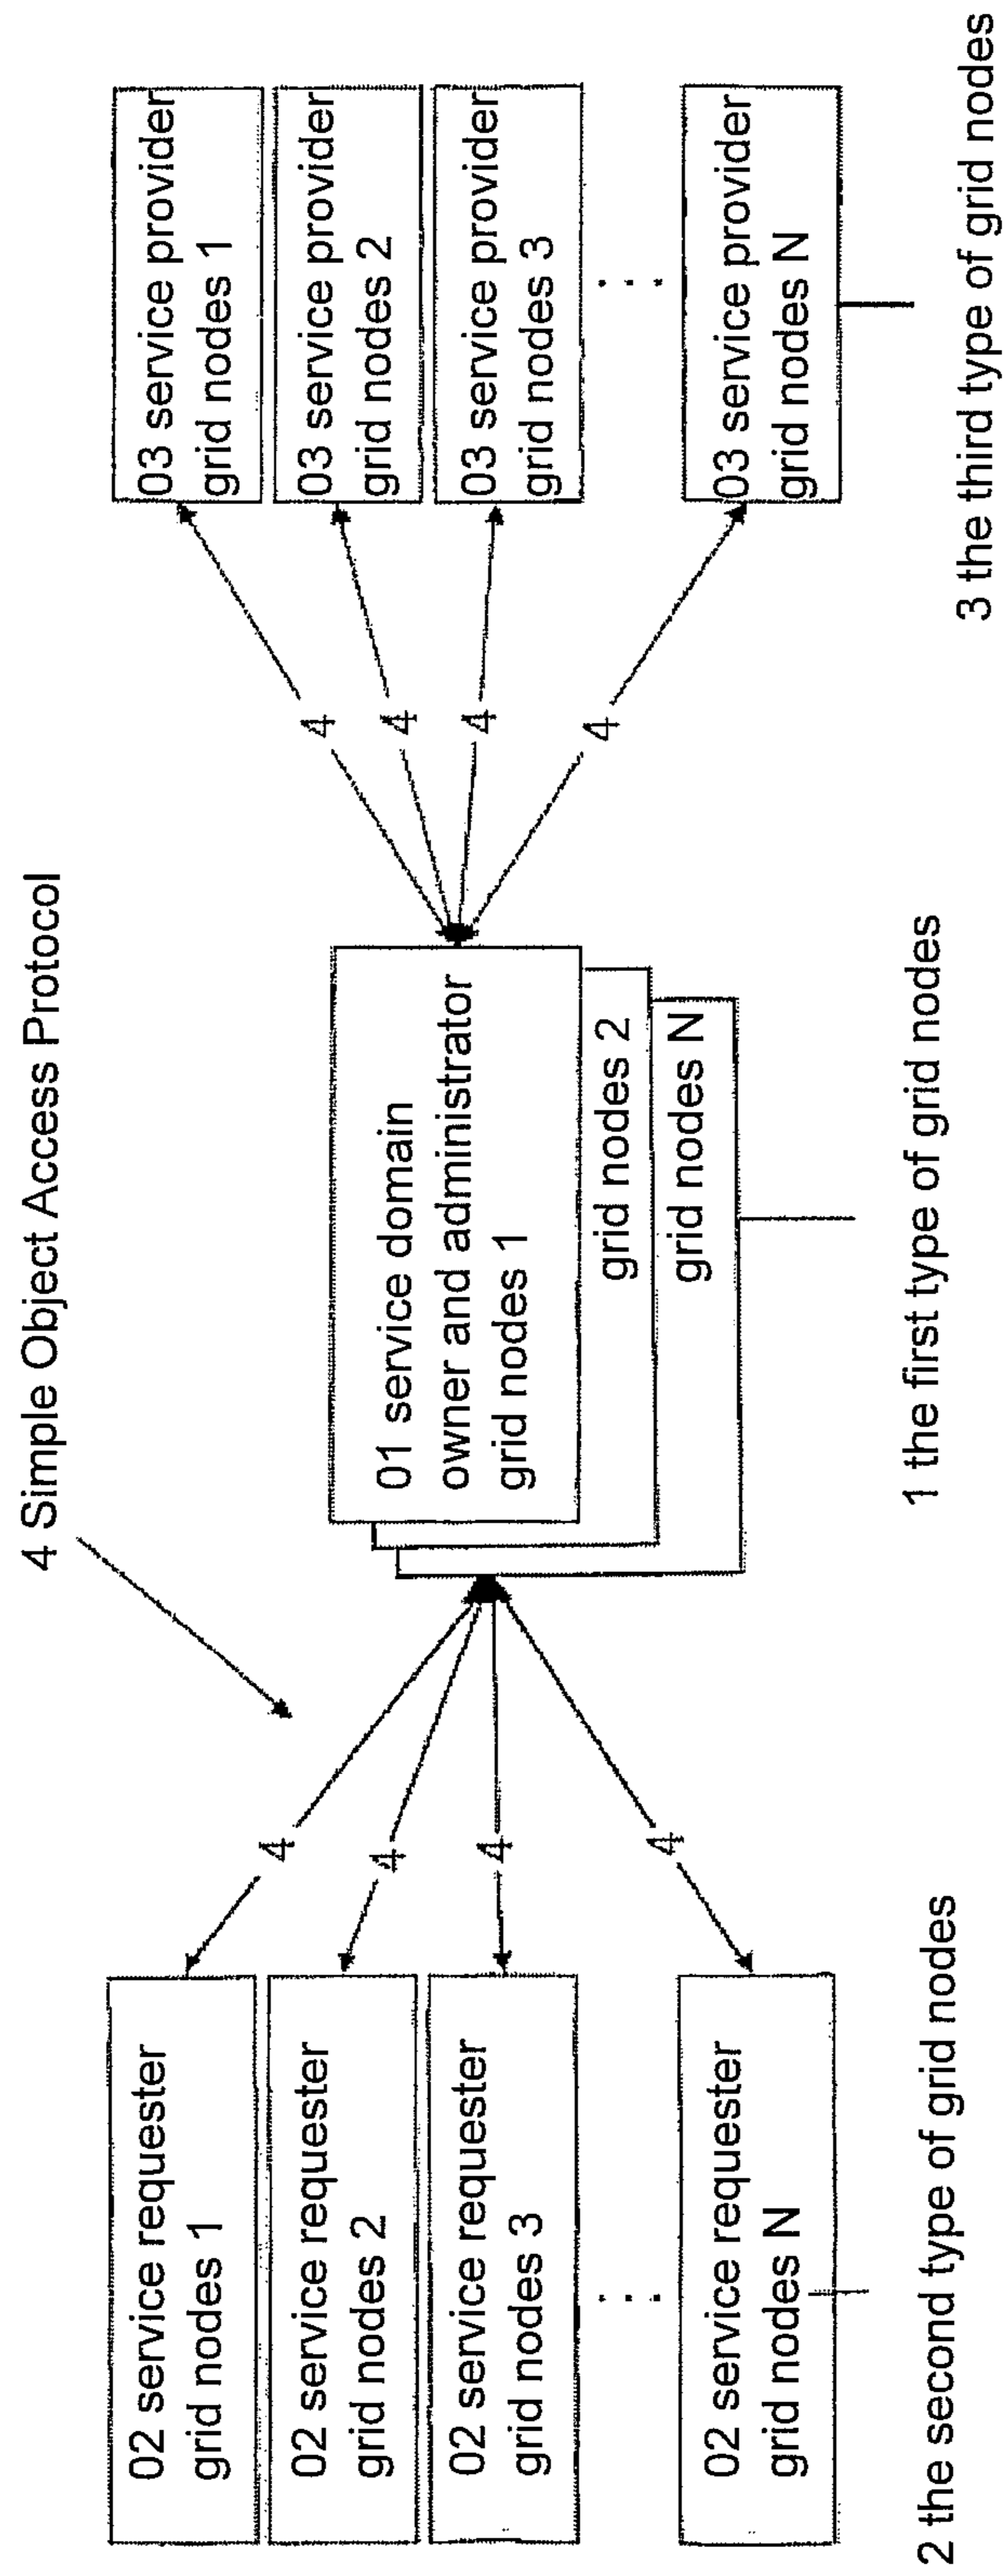 4 Simple Object Access Protocol
02 service requester
grid nodes 1
02 service requester
grid nodes 2
02 service requester
grid nodes 3
. . .
02 service requester
grid nodes N
2 the second type of grid nodes
4
4
4
4
01 service domain
owner and administrator
grid nodes 1
grid nodes 2
grid nodes N
1 the first type of grid nodes
4
4
4
4
03 service provider
grid nodes 1
03 service provider
grid nodes 2
03 service provider
grid nodes 3
. . .
03 service provider
grid nodes N
3 the third type of grid nodes